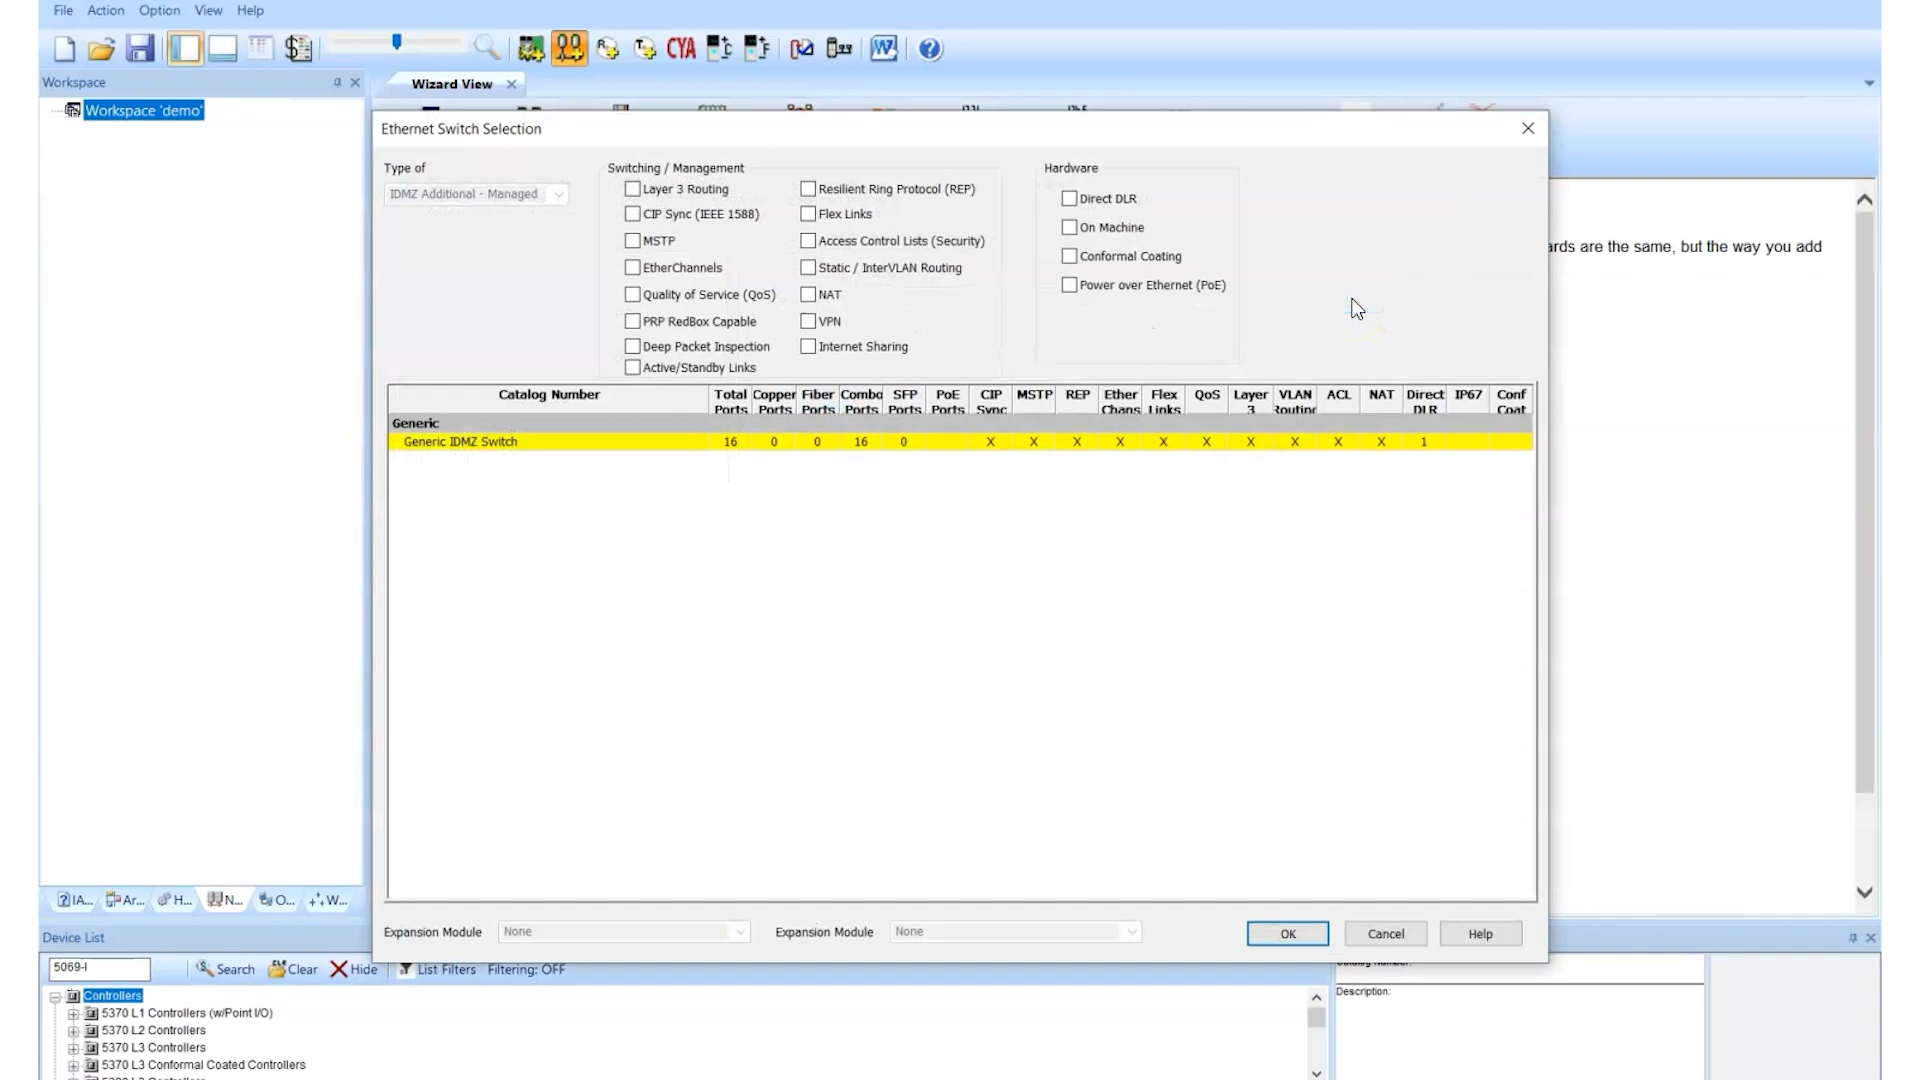 File Action Option View Help
CYA
Workspace
Wizard View
Workspace 'demo'
Ethernet Switch Selection
Type of
IDMZ Additional - Managed
Switching / Management
Layer 3 Routing
Resilient Ring Protocol (REP)
CIP Sync (IEEE 1588)
Flex Links
MSTP
Access Control Lists (Security)
EtherChannels
Static / InterVLAN Routing
Quality of Service (QoS)
NAT
PRP RedBox Capable
VPN
Deep Packet Inspection
Internet Sharing
Active/Standby Links
Hardware
Direct DLR
On Machine
Conformal Coating
Power over Ethernet (PoE)
are the same, but the way you add
Catalog Number Total Ports Copper Ports Fiber Ports Combo Ports SFP Ports PoE Ports CIP Sync MSTP REP Ether Chans Flex Links QoS Layer 3 VLAN Routing ACL NAT Direct DLR IP67 Conf Coat
Generic
Generic IDMZ Switch 16 0 0 16 0 X X X X X X X X X X 1
Expansion Module None Expansion Module None OK Cancel Help
IA... Ar... H... N... O... W...
Device List
5069-I Search Clear Hide List Filters Filtering: OFF
Catalog Number:
Description:
Controllers
5370 L1 Controllers (w/Point I/O)
5370 L2 Controllers
5370 L3 Controllers
5370 L3 Conformal Coated Controllers